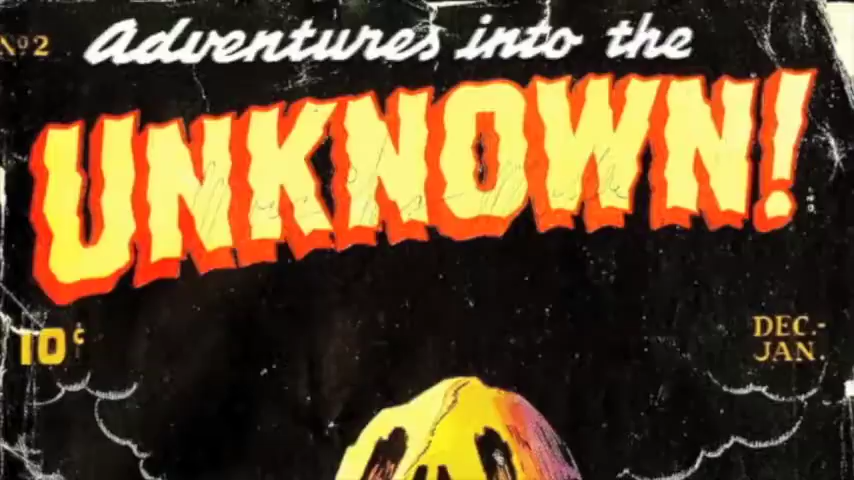 Nº2
Adventures into the
UNKNOWN!
10¢
DEC.-
JAN.